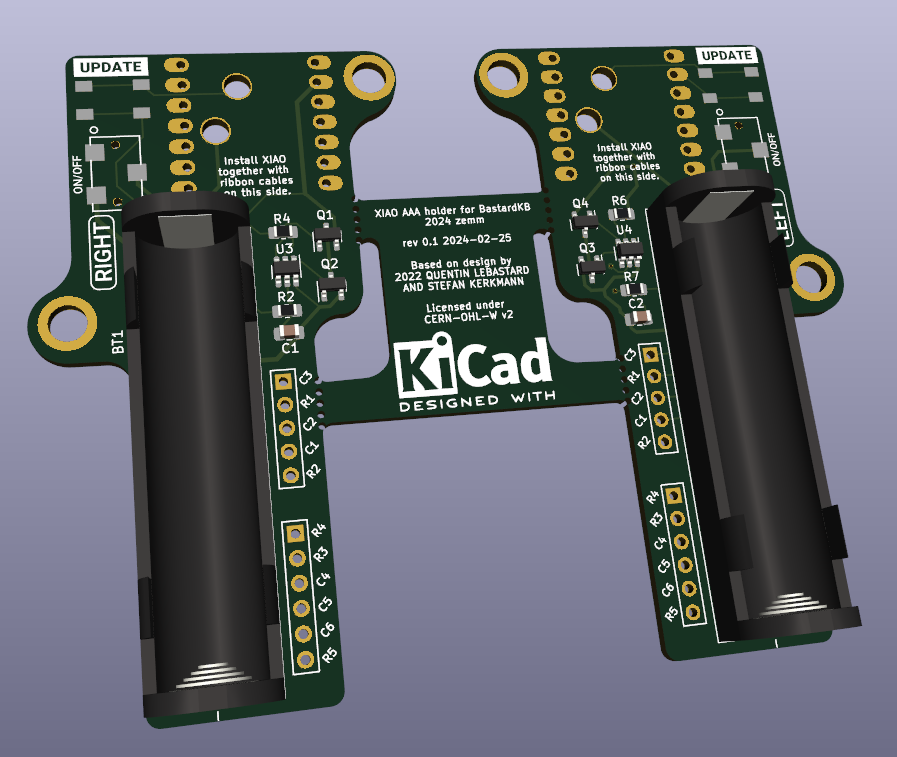 UPDATE
ON/OFF
Install XIAO
together with
ribbon cables
on this side.
RIGHT
R4
Q1
U3
Q2
R2
C1
BT1
C3
R1
C2
C1
R2
R4
R3
C4
C5
C6
R5
XIAO AAA holder for BastardKB
2024 zemm
rev 0.1 2024-02-25
Based on design by
2022 QUENTIN LEBASTARD
AND STEFAN KERKMANN
Licensed under
CERN-OHL-W v2
KiCad
DESIGNED WITH
UPDATE
ON/OFF
Install XIAO
together with
ribbon cables
on this side.
LEFT
Q4
R6
U4
Q3
R7
C2
C3
R1
C2
C1
R2
R4
R3
C4
C5
C6
R5